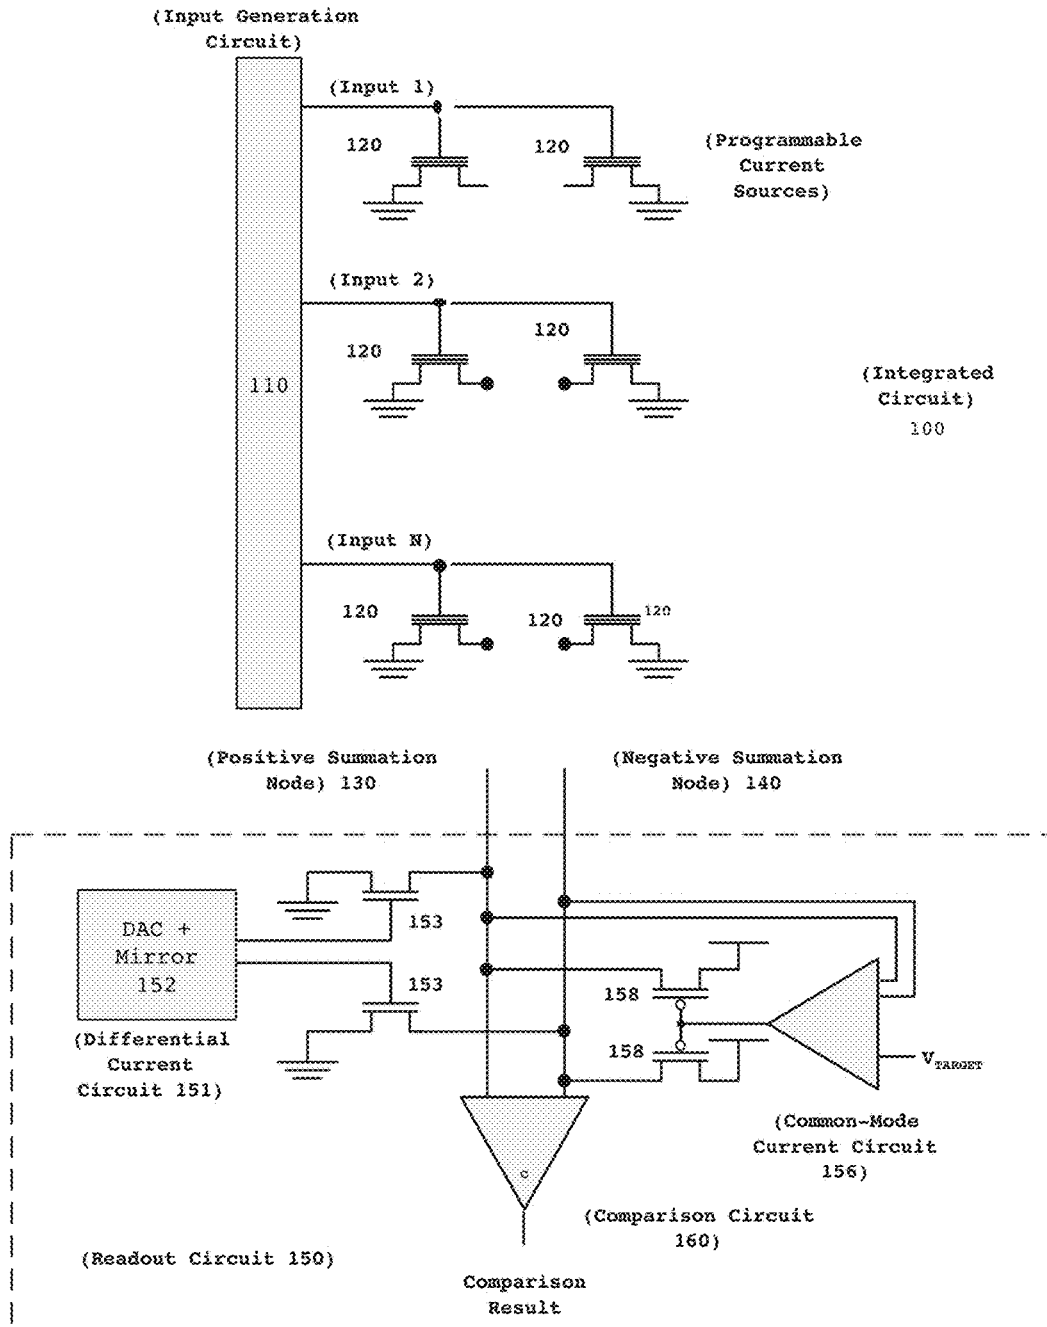 (Input Generation
Circuit)
(Input 1)
120
120
(Programmable
Current
Sources)
(Input 2)
120
120
110
(Integrated
Circuit)
100
(Input N)
120
120
120
(Positive Summation
Node) 130
(Negative Summation
Node) 140
DAC +
Mirror
152
153
153
(Differential
Current
Circuit 151)
158
158
VTARGET
(Common-Mode
Current Circuit
156)
C
(Comparison Circuit
160)
(Readout Circuit 150)
Comparison
Result